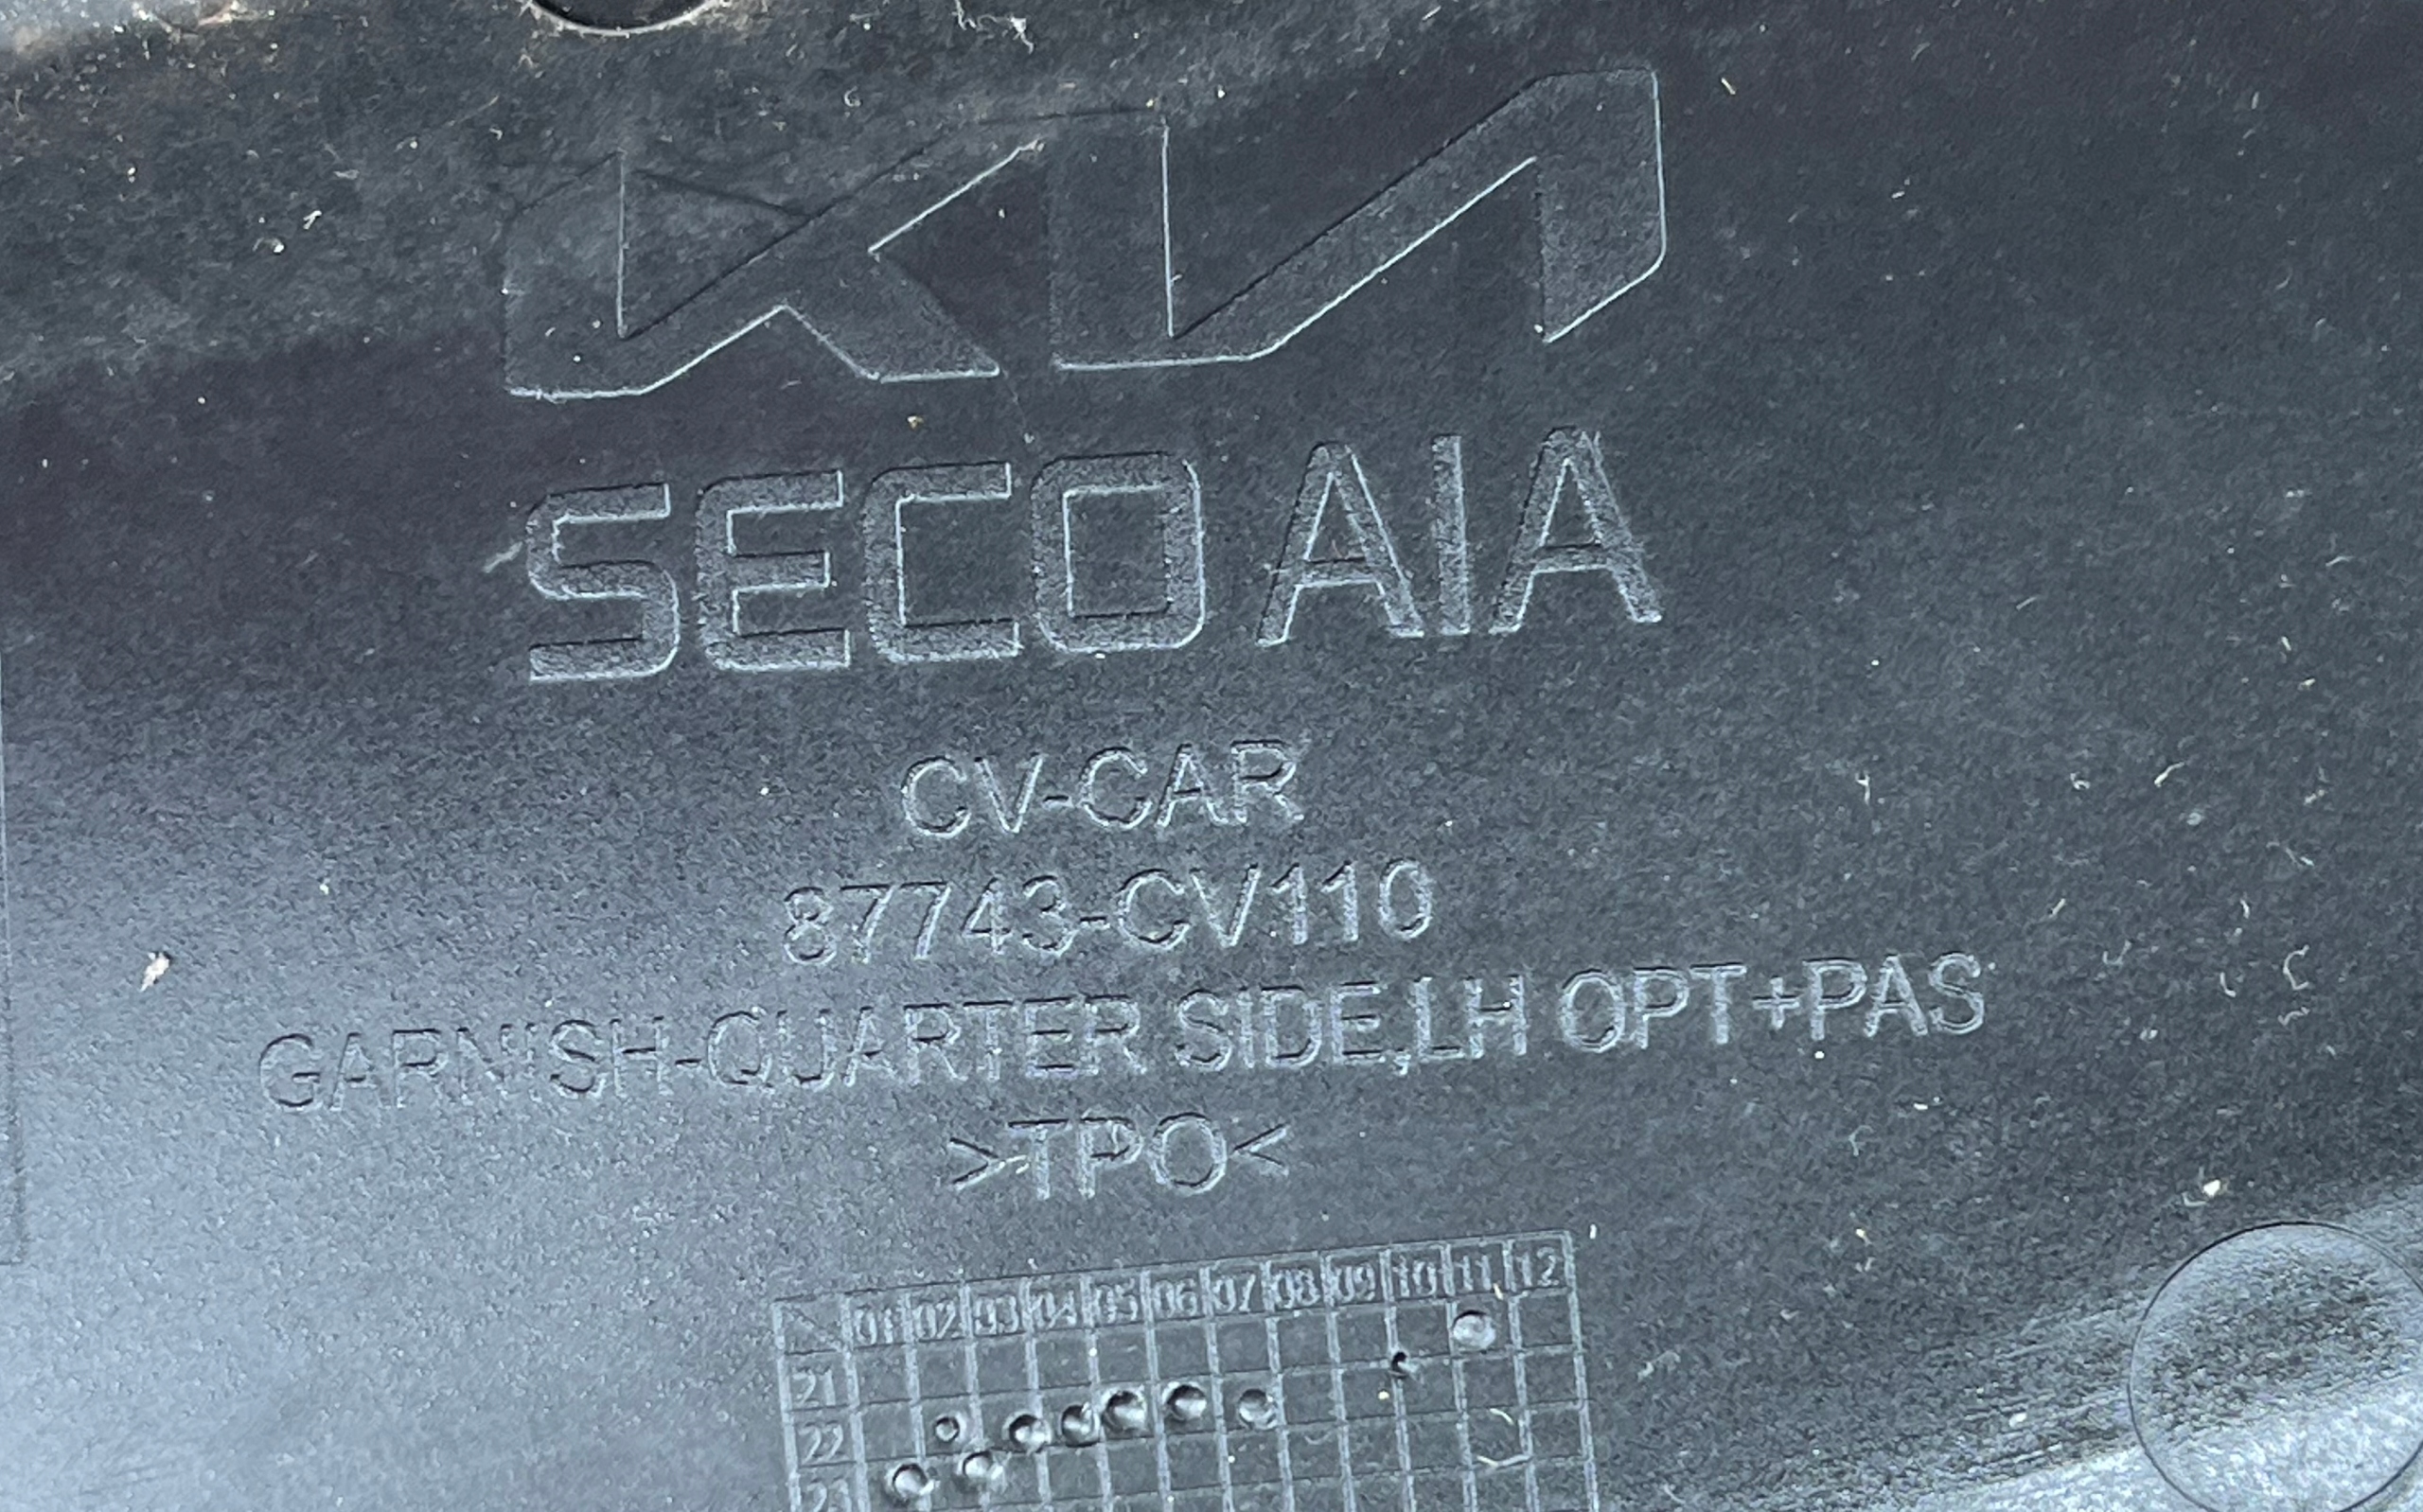 KIA
SECO AIA
CV-CAR
87743-CV110
GARNISH-QUARTER SIDE,LH OPT+PAS
>TPO<
01 02 03 04 05 06 07 08 09 10 11 12
21
22
23